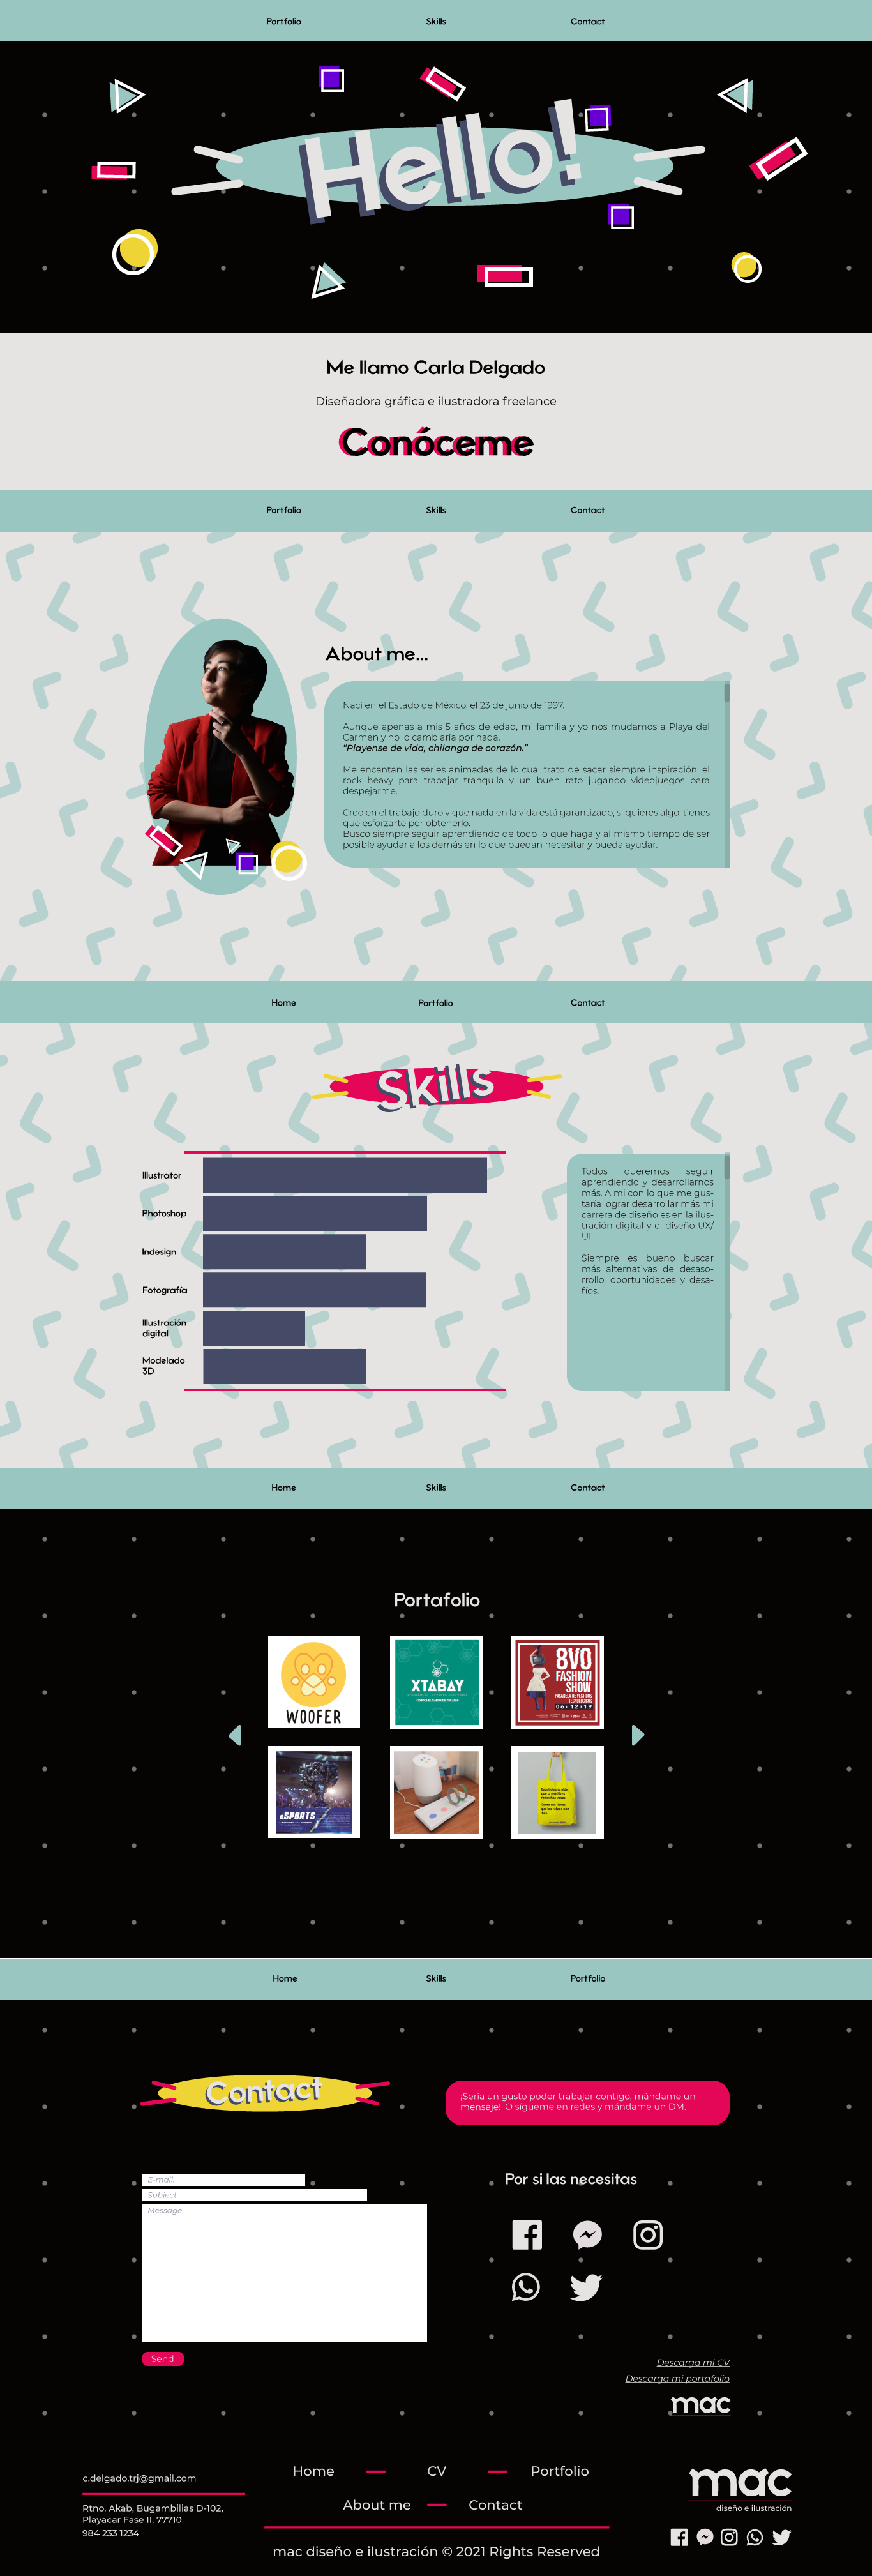 Portfolio Skills Contact
Hello!
Me llamo Carla Delgado
Diseñadora gráfica e ilustradora freelance
Conóceme
Portfolio Skills Contact
About me...
Nací en el Estado de México, el 23 de junio de 1997.
Aunque apenas a mis 5 años de edad, mi familia y yo nos mudamos a Playa del
Carmen y no lo cambiaría por nada.
“Playense de vida, chilanga de corazón.”
Me encantan las series animadas de lo cual trato de sacar siempre inspiración, el
rock heavy para trabajar tranquila y un buen rato jugando videojuegos para
despejarme.
Creo en el trabajo duro y que nada en la vida está garantizado, si quieres algo, tienes
que esforzarte por obtenerlo.
Busco siempre seguir aprendiendo de todo lo que haga y al mismo tiempo de ser
posible ayudar a los demás en lo que puedan necesitar y pueda ayudar.
Home Portfolio Contact
Skills
Illustrator
Photoshop
Indesign
Fotografía
Illustración
digital
Modelado
3D
Todos queremos seguir
aprendiendo y desarrollarnos
más. A mi con lo que me gus-
taría lograr desarrollar más mi
carrera de diseño es en la ilus-
tración digital y el diseño UX/
UI.
Siempre es bueno buscar
más alternativas de desaso-
rrollo, oportunidades y desa-
fíos.
Home Skills Contact
Portafolio
WOOFER
XTABAY
8VO
FASHION
SHOW
PASARELA DE VESTIDOS
TECNOLÓGICOS
06·12·19
eSPORTS
Home Skills Portfolio
Contact
¡Sería un gusto poder trabajar contigo, mándame un
mensaje! O sígueme en redes y mándame un DM.
E-mail.
Subject
Message
Send
Por si las necesitas
Descarga mi CV
Descarga mi portafolio
mac
Home CV Portfolio
About me Contact
c.delgado.trj@gmail.com
Rtno. Akab, Bugambilias D-102,
Playacar Fase II, 77710
984 233 1234
mac
diseño e ilustración
mac diseño e ilustración © 2021 Rights Reserved